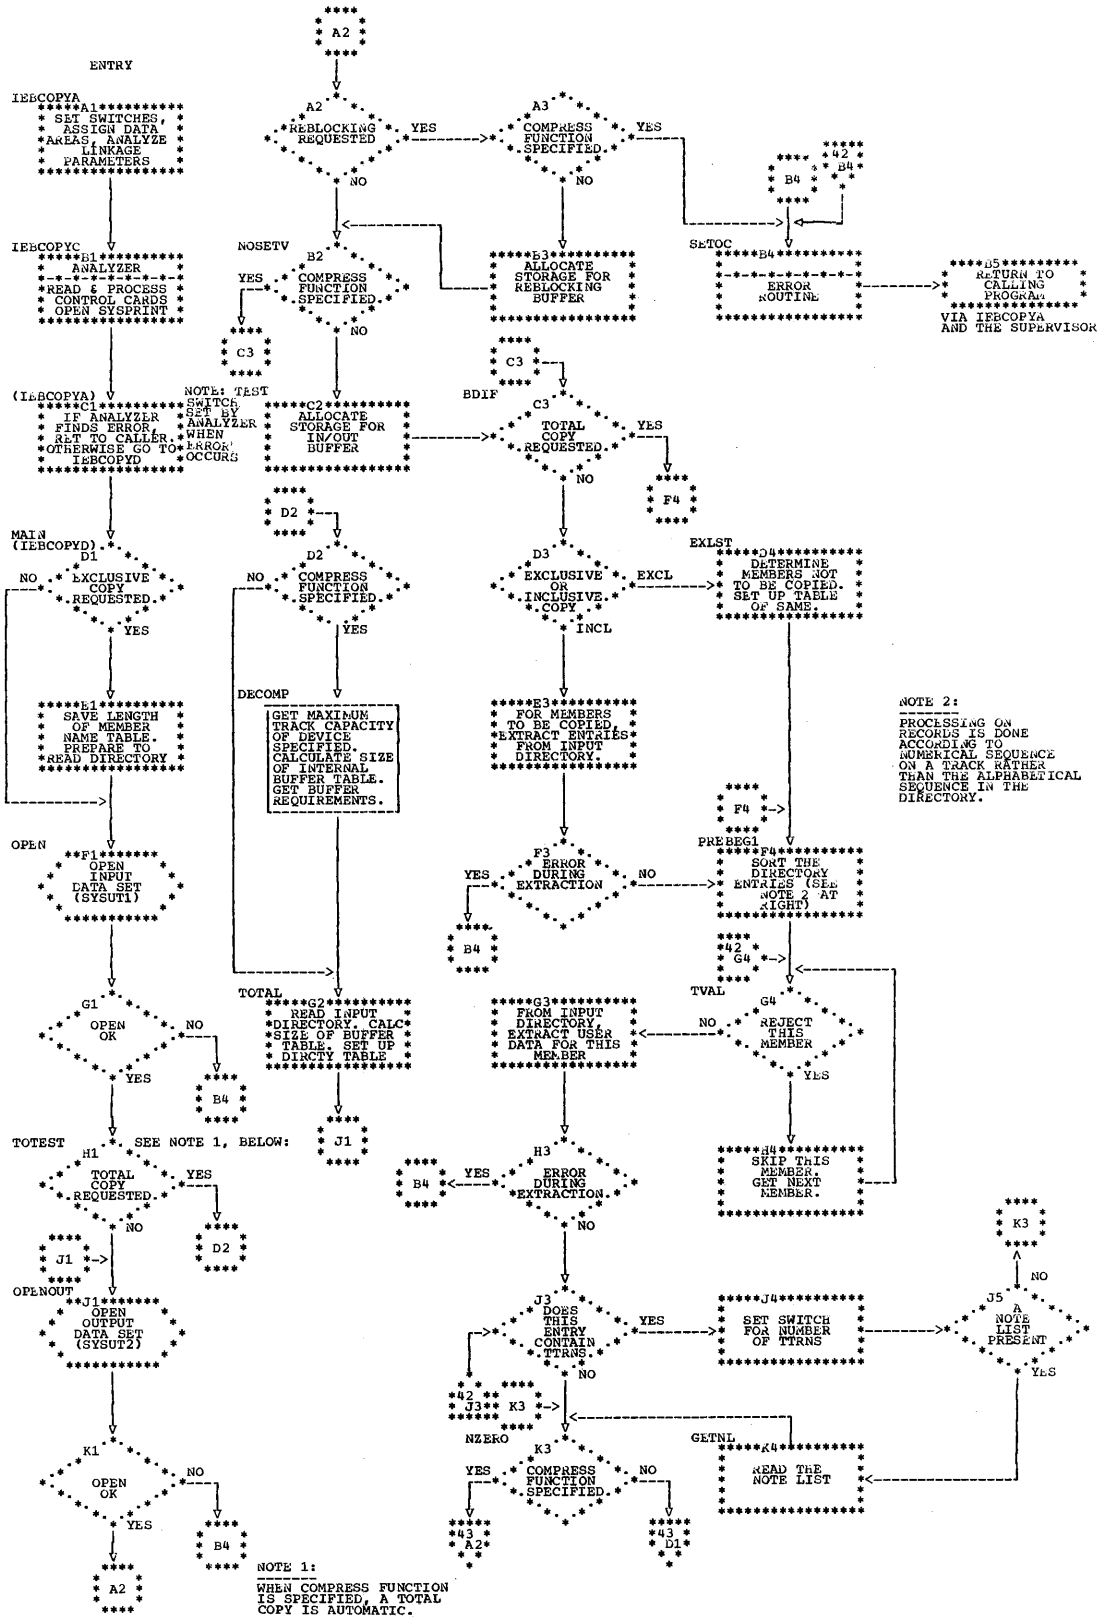 A2
ENTRY
IEBCOPYA
A1
SET SWITCHES,
ASSIGN DATA
AREAS, ANALYZE
LINKAGE
PARAMETERS
IEBCOPYC
B1
ANALYZER
READ & PROCESS
CONTROL CARDS
OPEN SYSPRINT
(IEBCOPYA)
C1
IF ANALYZER
FINDS ERROR,
RET TO CALLER.
OTHERWISE GO TO
IEBCOPYD
NOTE: TEST
SWITCH
SET BY
ANALYZER
WHEN
ERROR
OCCURS
MAIN
(IEBCOPYD)
D1
EXCLUSIVE
COPY
REQUESTED
NO
YES
E1
SAVE LENGTH
OF MEMBER
NAME TABLE.
PREPARE TO
READ DIRECTORY
OPEN
F1
OPEN
INPUT
DATA SET
(SYSUT1)
G1
OPEN
OK
NO
YES
B4
TOTEST
SEE NOTE 1, BELOW:
H1
TOTAL
COPY
REQUESTED
YES
NO
D2
J1
OPENOUT
J1
OPEN
OUTPUT
DATA SET
(SYSUT2)
K1
OPEN
OK
NO
YES
B4
A2
NOTE 1:
WHEN COMPRESS FUNCTION
IS SPECIFIED, A TOTAL
COPY IS AUTOMATIC.
A2
REBLOCKING
REQUESTED
YES
NO
NOSETV
B2
COMPRESS
FUNCTION
SPECIFIED
YES
NO
C3
C2
ALLOCATE
STORAGE FOR
IN/OUT
BUFFER
D2
D2
COMPRESS
FUNCTION
SPECIFIED
NO
YES
DECOMP
GET MAXIMUM
TRACK CAPACITY
OF DEVICE
SPECIFIED.
CALCULATE SIZE
OF INTERNAL
BUFFER TABLE.
GET BUFFER
REQUIREMENTS.
TOTAL
G2
READ INPUT
DIRECTORY. CALC
SIZE OF BUFFER
TABLE. SET UP
DIRCTY TABLE
J1
A3
COMPRESS
FUNCTION
SPECIFIED
YES
NO
B3
ALLOCATE
STORAGE FOR
REBLOCKING
BUFFER
C3
BDIF
C3
TOTAL
COPY
REQUESTED
YES
NO
F4
D3
EXCLUSIVE
OR
INCLUSIVE
COPY
EXCL
INCL
E3
FOR MEMBERS
TO BE COPIED,
EXTRACT ENTRIES
FROM INPUT
DIRECTORY.
F3
ERROR
DURING
EXTRACTION
YES
NO
B4
G3
FROM INPUT
DIRECTORY,
EXTRACT USER
DATA FOR THIS
MEMBER
H3
ERROR
DURING
EXTRACTION
YES
NO
B4
J3
DOES
THIS
ENTRY
CONTAIN
TTRNS
YES
NO
42
J3
K3
NZERO
K3
COMPRESS
FUNCTION
SPECIFIED
YES
NO
43
A2
43
D1
B4
42
B4
SETOC
B4
ERROR
ROUTINE
B5
RETURN TO
CALLING
PROGRAM
VIA IEBCOPYA
AND THE SUPERVISOR
EXLST
D4
DETERMINE
MEMBERS NOT
TO BE COPIED.
SET UP TABLE
OF SAME.
NOTE 2:
PROCESSING ON
RECORDS IS DONE
ACCORDING TO
NUMERICAL SEQUENCE
ON A TRACK RATHER
THAN THE ALPHABETICAL
SEQUENCE IN THE
DIRECTORY.
F4
PREBEG1
F4
SORT THE
DIRECTORY
ENTRIES (SEE
NOTE 2 AT
RIGHT)
42
G4
TVAL
G4
REJECT
THIS
MEMBER
NO
YES
H4
SKIP THIS
MEMBER.
GET NEXT
MEMBER.
J4
SET SWITCH
FOR NUMBER
OF TTRNS
K3
NO
J5
A
NOTE
LIST
PRESENT
YES
GETNL
K4
READ THE
NOTE LIST